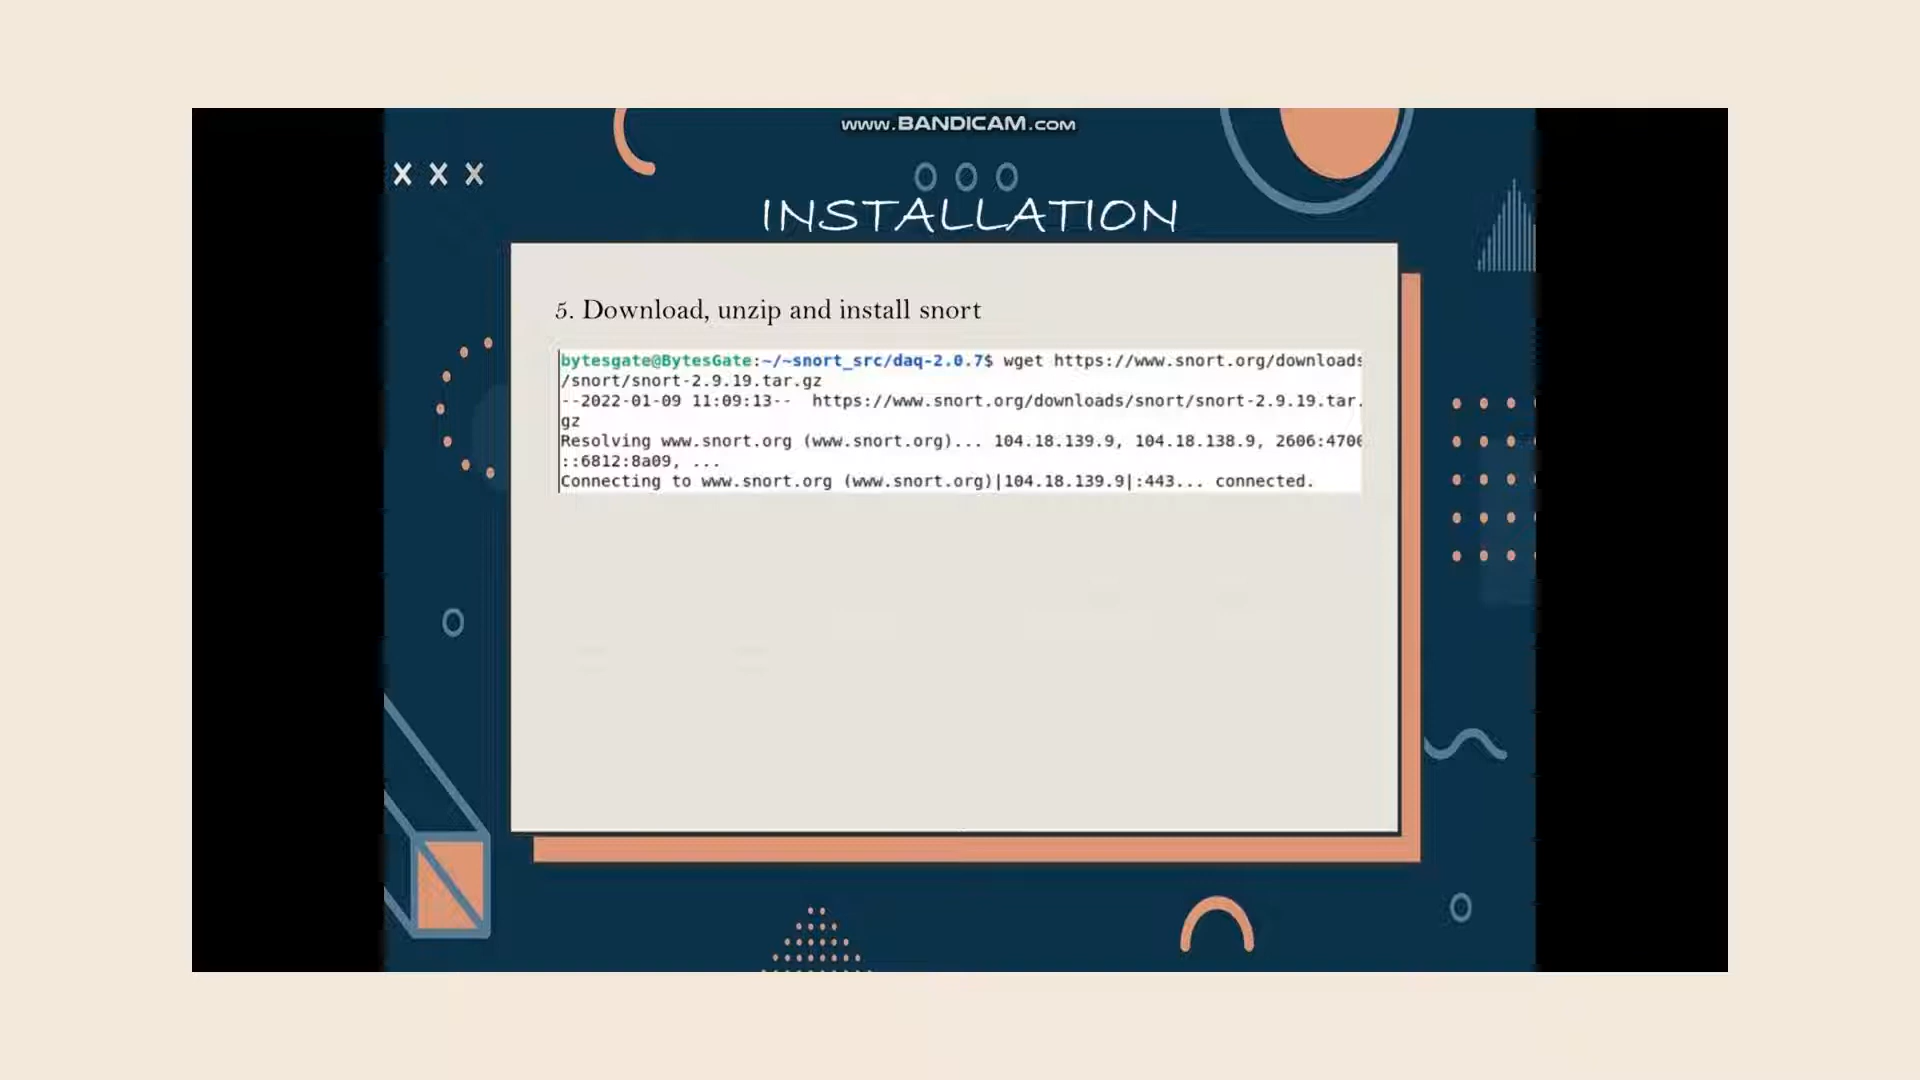 www.BANDICAM.com
X X X
INSTALLATION
5. Download, unzip and install snort
bytesgate@BytesGate:~/~snort_src/daq-2.0.7$ wget https://www.snort.org/downloads
/snort/snort-2.9.19.tar.gz
--2022-01-09 11:09:13--  https://www.snort.org/downloads/snort/snort-2.9.19.tar.
gz
Resolving www.snort.org (www.snort.org)... 104.18.139.9, 104.18.138.9, 2606:4700
::6812:8a09, ...
Connecting to www.snort.org (www.snort.org)|104.18.139.9|:443... connected.